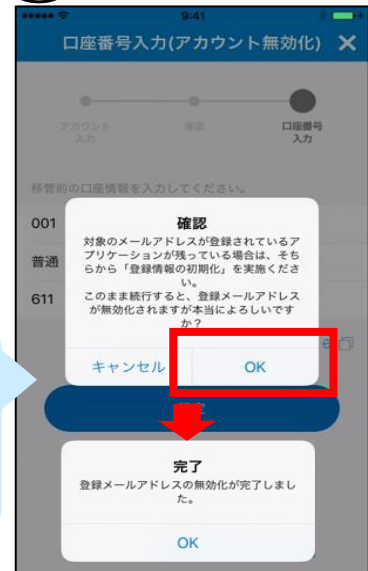 9:41
口座番号入力(アカウント無効化) ✕
アカウント
入力
確認
口座番号
入力
移管前の口座情報を入力してください。
001
普通
611
確認
対象のメールアドレスが登録されているア
プリケーションが残っている場合は、そち
らから「登録情報の初期化」を実施くださ
い。
このまま続行すると、登録メールアドレス
が無効化されますが本当によろしいです
か？
キャンセル
OK
完了
登録メールアドレスの無効化が完了しまし
た。
OK